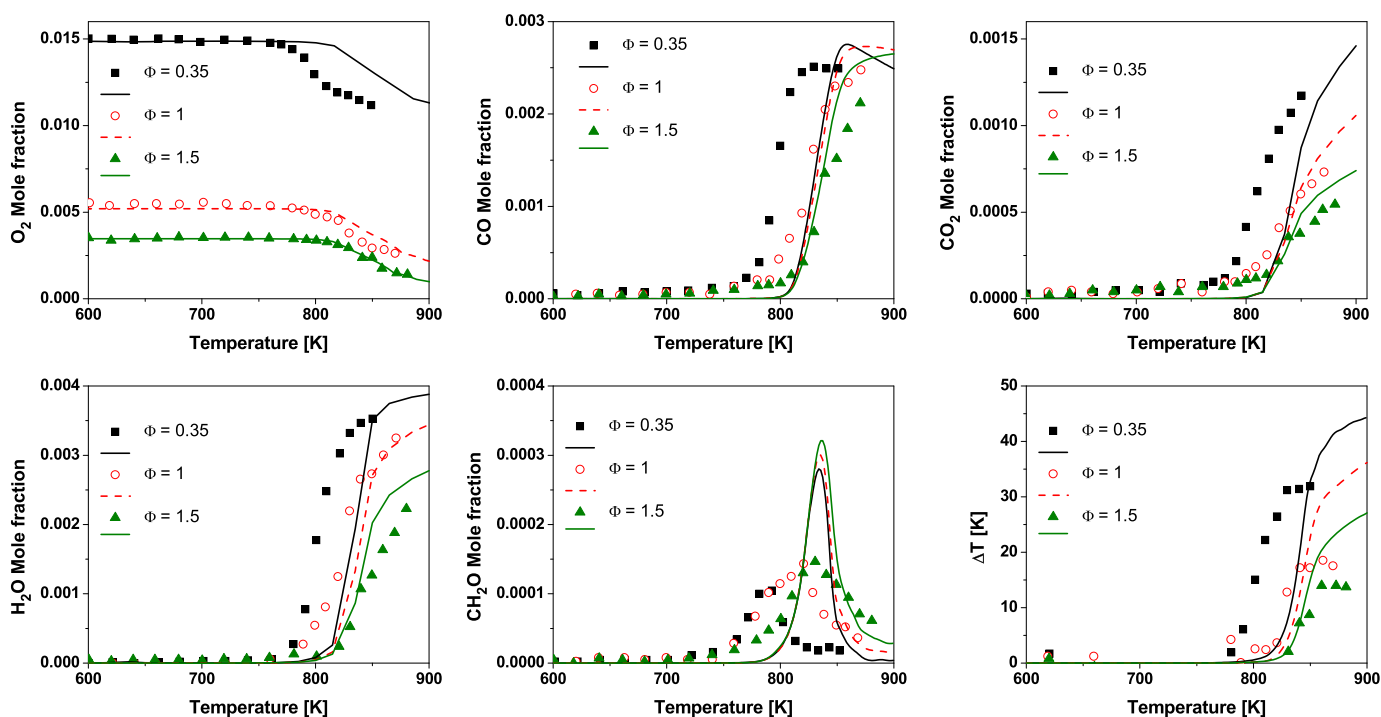 0.015
0.010
0.005
0.000
O₂ Mole fraction
Φ = 0.35
Φ = 1
Φ = 1.5
600
700
800
900
Temperature [K]
0.003
0.002
0.001
0.000
CO Mole fraction
Φ = 0.35
Φ = 1
Φ = 1.5
600
700
800
900
Temperature [K]
0.0015
0.0010
0.0005
0.0000
CO₂ Mole fraction
Φ = 0.35
Φ = 1
Φ = 1.5
600
700
800
900
Temperature [K]
0.004
0.003
0.002
0.001
0.000
H₂O Mole fraction
Φ = 0.35
Φ = 1
Φ = 1.5
600
700
800
900
Temperature [K]
0.0004
0.0003
0.0002
0.0001
0.0000
CH₂O Mole fraction
Φ = 0.35
Φ = 1
Φ = 1.5
600
700
800
900
Temperature [K]
50
40
30
20
10
0
ΔT [K]
Φ = 0.35
Φ = 1
Φ = 1.5
600
700
800
900
Temperature [K]